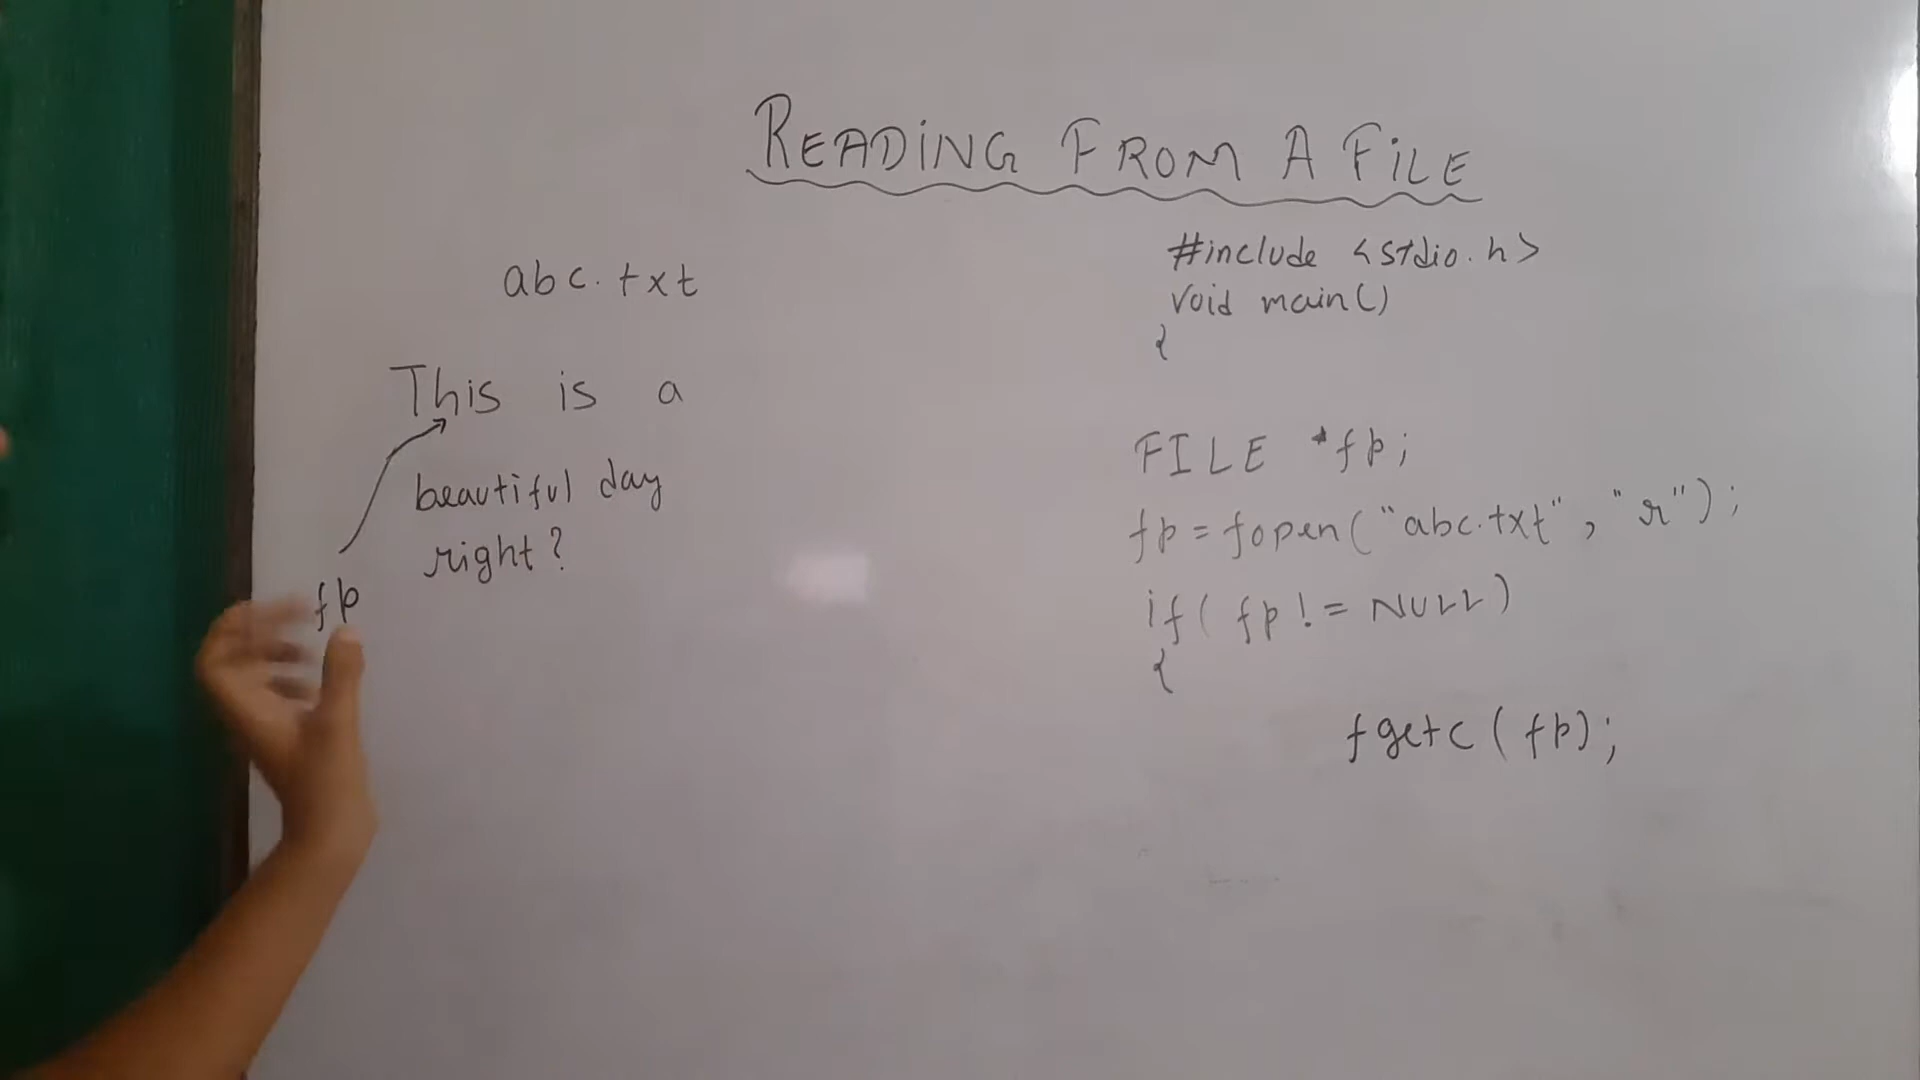 READING FROM A FILE
abc.txt
This is a
beautiful day
right?
fp
#include <stdio.h>
void main()
{
FILE *fp;
fp = fopen("abc.txt", "r");
if( fp != NULL)
{
fgetc (fp);